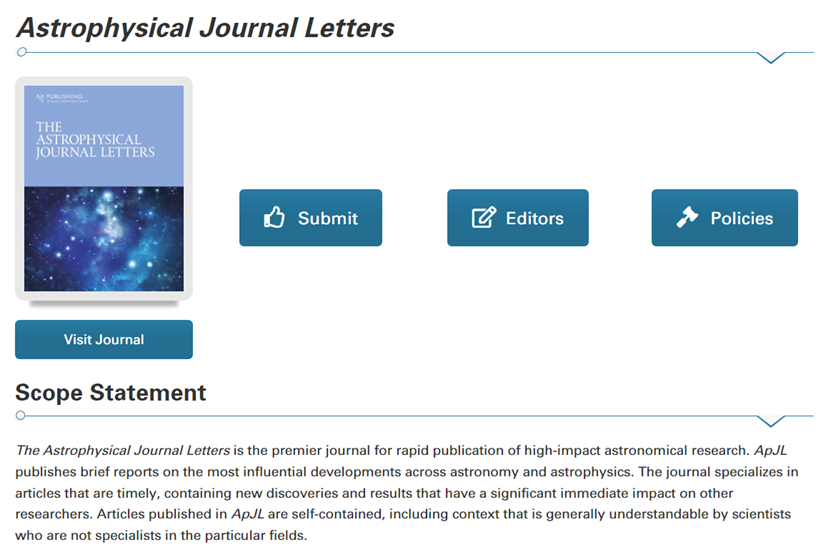 Astrophysical Journal Letters
PUBLISHING
THE
ASTROPHYSICAL
JOURNAL LETTERS
Submit
Editors
Policies
Visit Journal
Scope Statement
The Astrophysical Journal Letters is the premier journal for rapid publication of high-impact astronomical research. ApJL
publishes brief reports on the most influential developments across astronomy and astrophysics. The journal specializes in
articles that are timely, containing new discoveries and results that have a significant immediate impact on other
researchers. Articles published in ApJL are self-contained, including context that is generally understandable by scientists
who are not specialists in the particular fields.